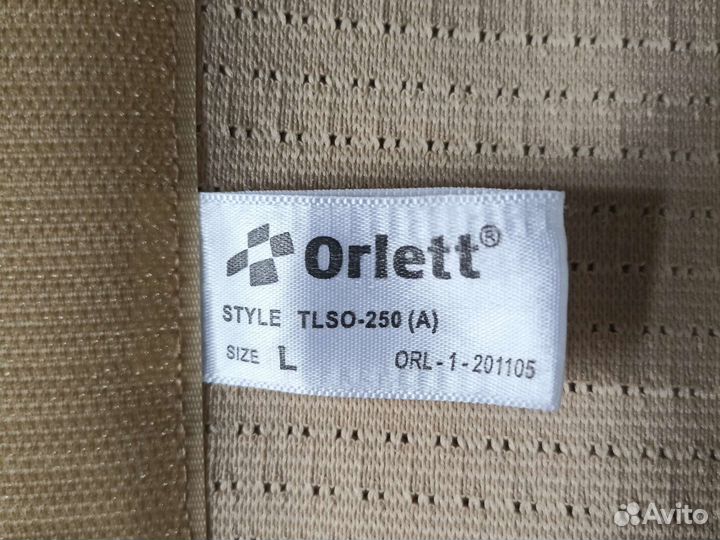 Orlett®
STYLE TLSO-250 (A)
SIZE L ORL-1-201105
Avito